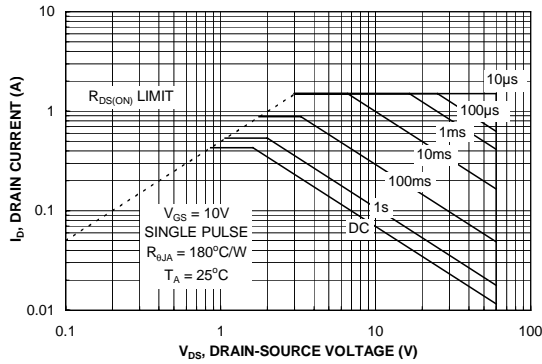 10
1
0.1
0.01
0.1
1
10
100
I_D, DRAIN CURRENT (A)
V_DS, DRAIN-SOURCE VOLTAGE (V)
R_DS(ON) LIMIT
10µs
100µs
1ms
10ms
100ms
1s
DC
V_GS = 10V
SINGLE PULSE
R_θJA = 180°C/W
T_A = 25°C